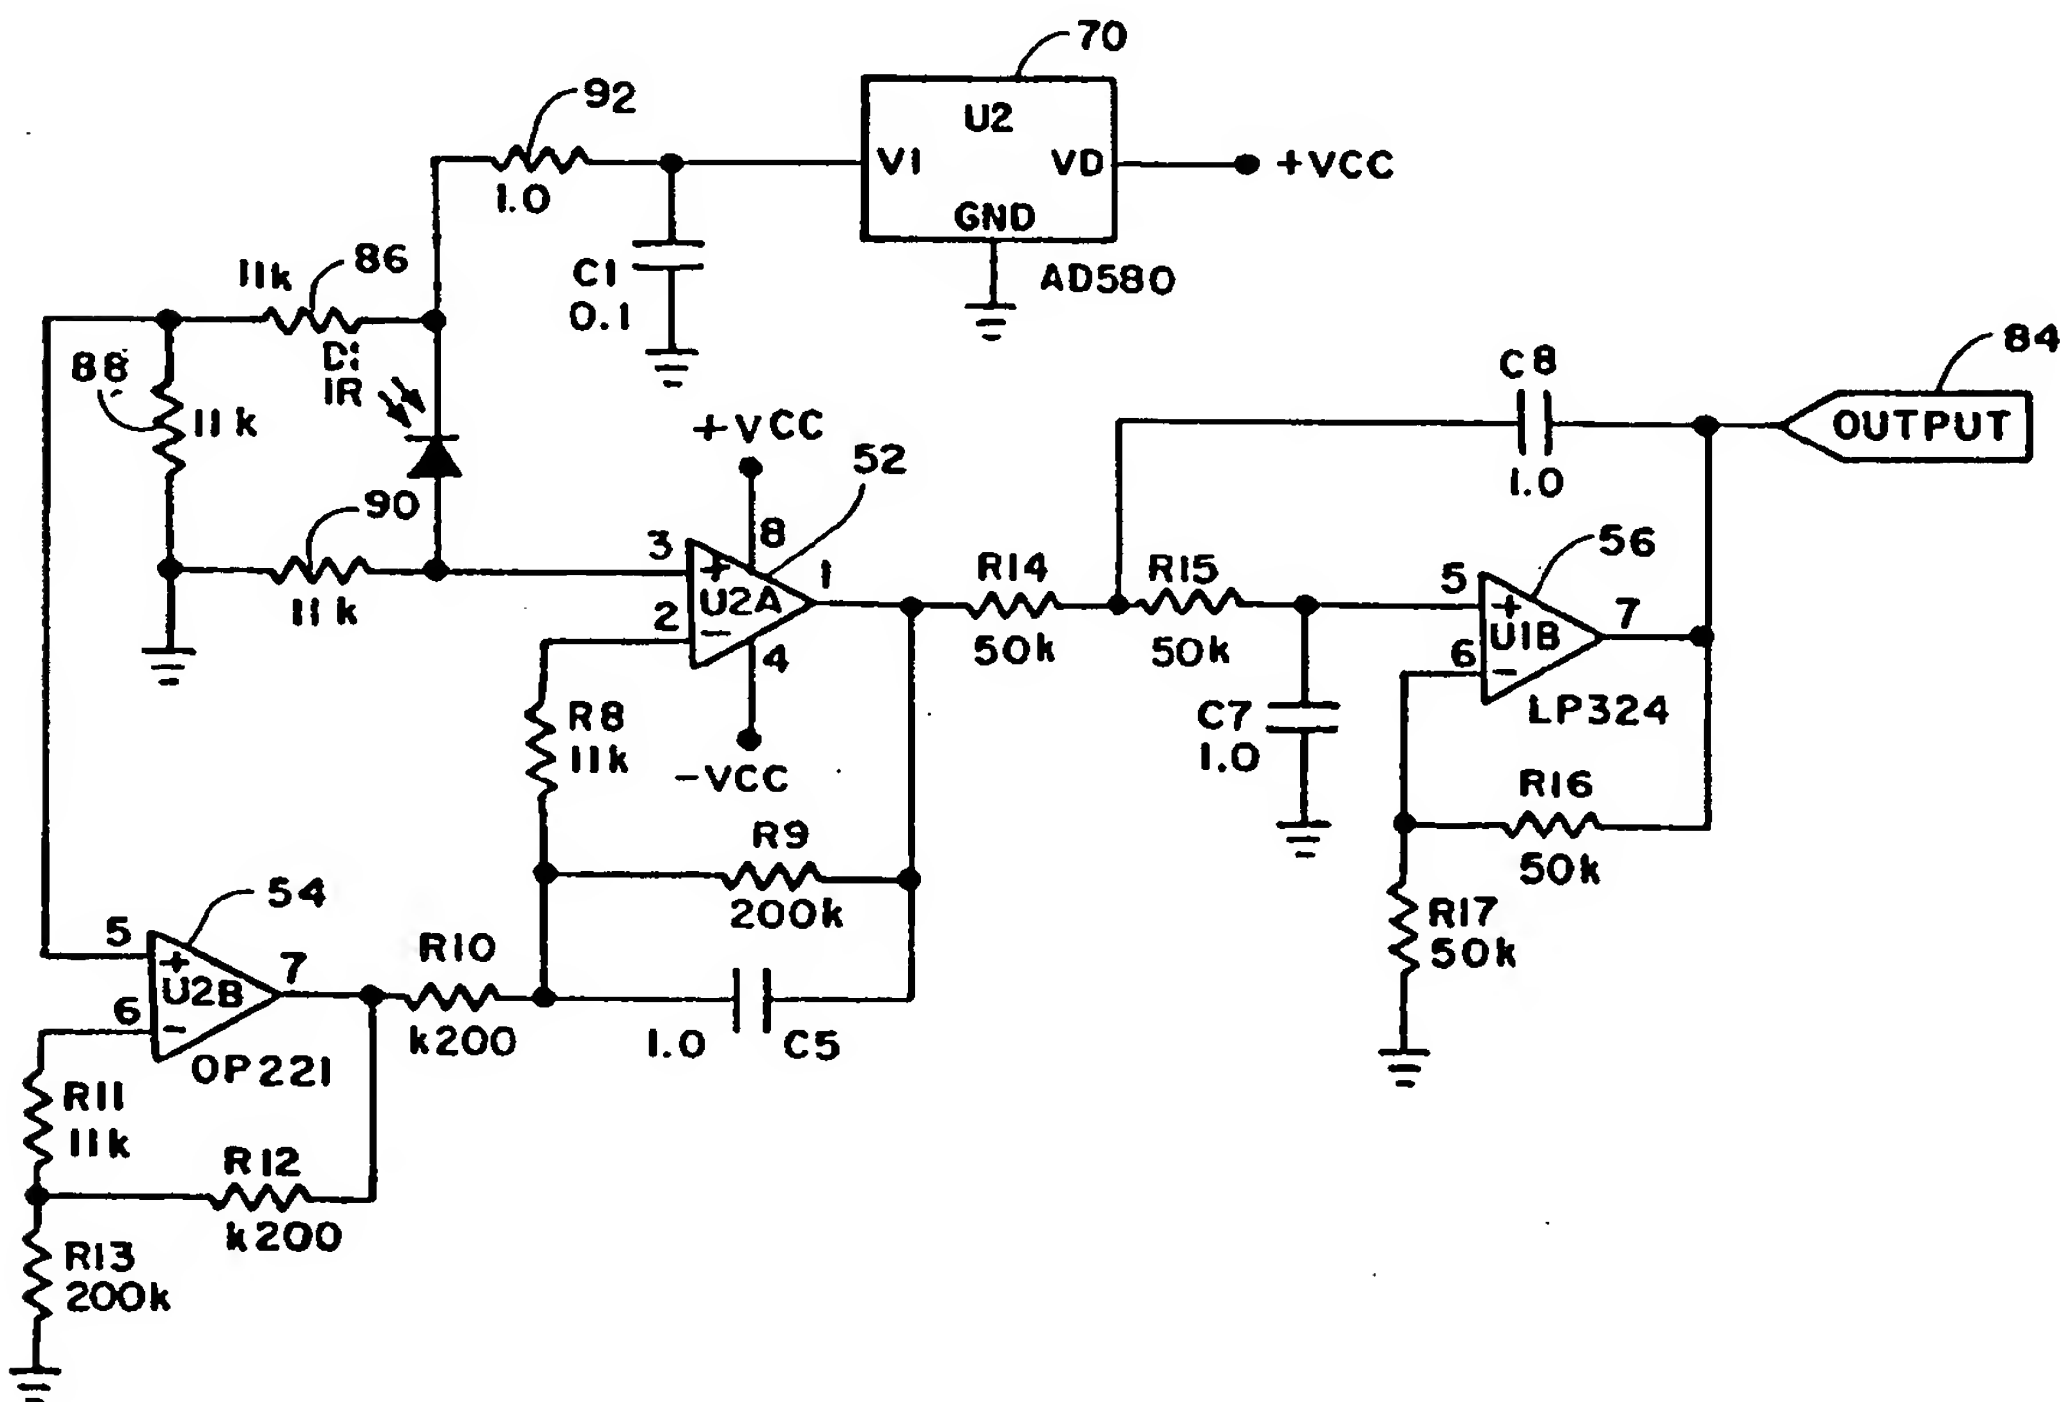 70
92
U2
V1
VD
+VCC
1.0
GND
AD580
C1
0.1
11k
86
D1
IR
88
11k
84
C8
OUTPUT
1.0
+VCC
52
90
11k
3
8
+
U2A
1
2
-
4
-VCC
R14
50k
R15
50k
56
5
+
U1B
7
6
-
LP324
C7
1.0
R8
11k
R16
50k
R9
200k
R17
50k
54
5
+
U2B
7
6
-
OP221
R10
k200
1.0
C5
R11
11k
R12
k200
R13
200k